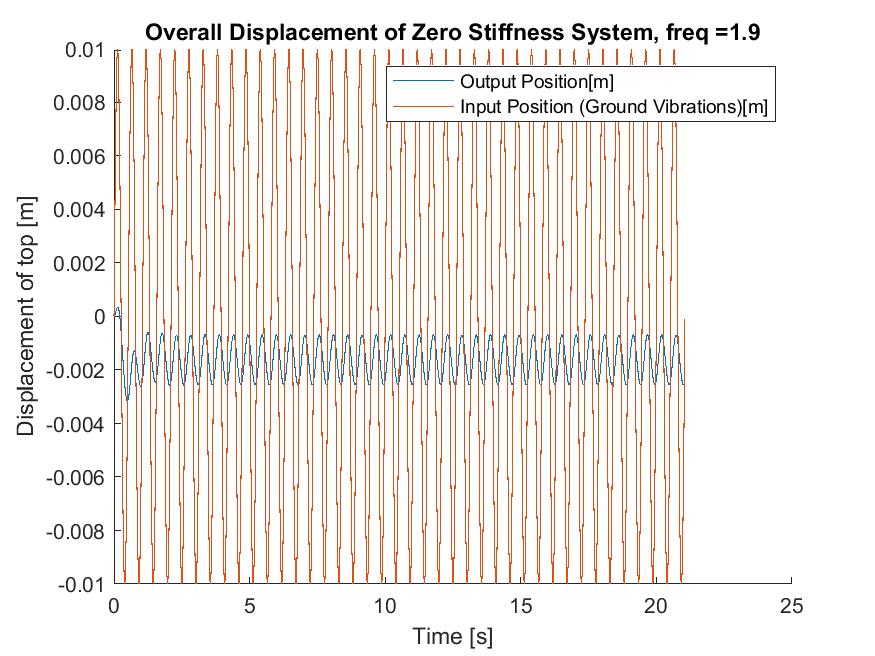 Overall Displacement of Zero Stiffness System, freq =1.9
0.01
0.008
0.006
0.004
0.002
0
-0.002
-0.004
-0.006
-0.008
-0.01
Displacement of top [m]
Output Position[m]
Input Position (Ground Vibrations)[m]
0 5 10 15 20 25
Time [s]